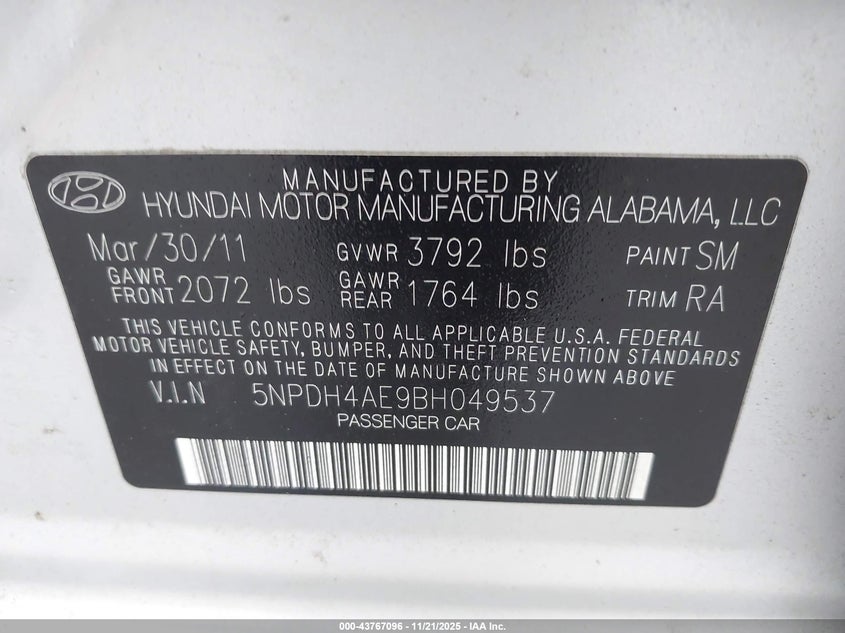 MANUFACTURED BY
HYUNDAI MOTOR MANUFACTURING ALABAMA, LLC
Mar/30/11 GVWR 3792 lbs PAINT SM
GAWR FRONT 2072 lbs GAWR REAR 1764 lbs TRIM RA
THIS VEHICLE CONFORMS TO ALL APPLICABLE U.S.A. FEDERAL
MOTOR VEHICLE SAFETY, BUMPER, AND THEFT PREVENTION STANDARDS
IN EFFECT ON THE DATE OF MANUFACTURE SHOWN ABOVE.
V.I.N 5NPDH4AE9BH049537
PASSENGER CAR
000-43767096 - 11/21/2025 - IAA Inc.